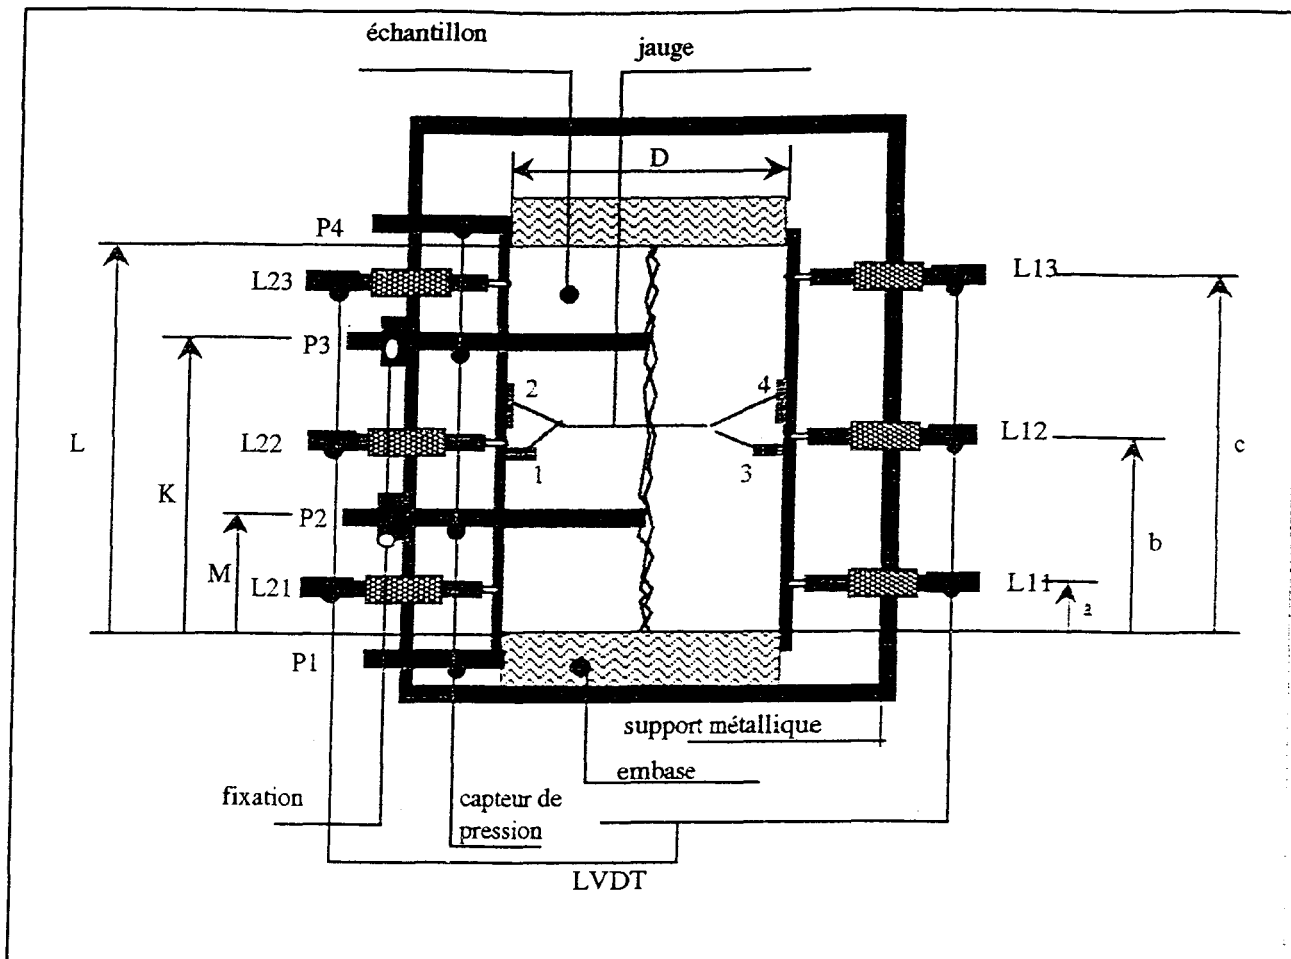 échantillon
jauge
D
P4
L23
L13
P3
2
4
L
L22
L12
c
K
1
3
P2
b
M
L21
L11
a
P1
support métallique
embase
fixation
capteur de
pression
LVDT